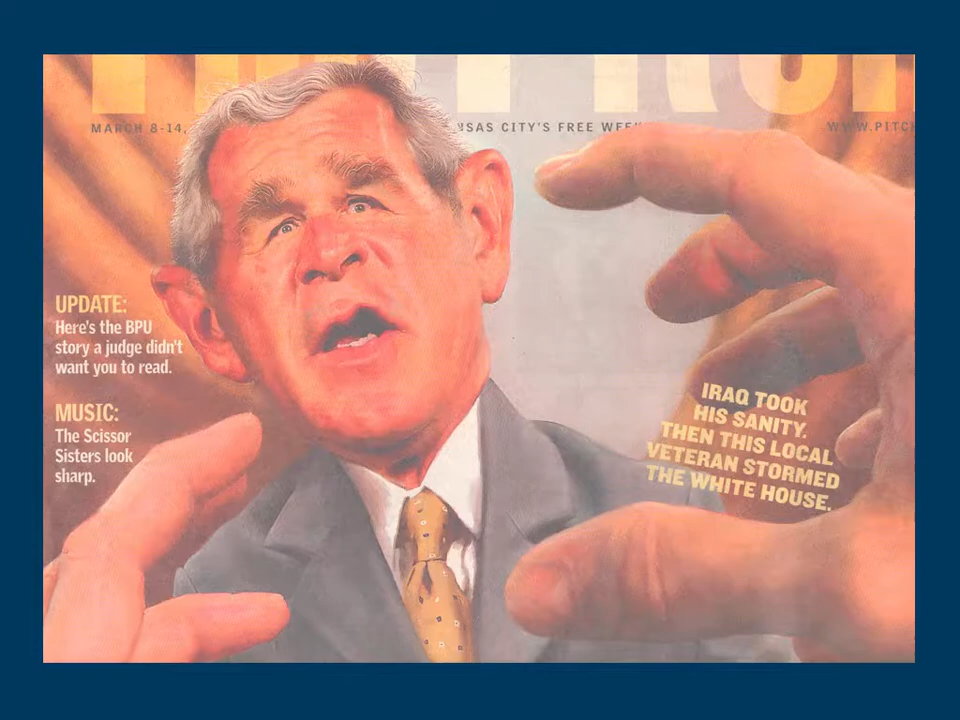 MARCH 8-14,
CITY'S FREE
UPDATE:
Here's the BPU
story a judge didn't
want you to read.
MUSIC:
The Scissor
Sisters look
sharp.
IRAQ TOOK
HIS SANITY.
THEN THIS LOCAL
VETERAN STORMED
THE WHITE HOUSE.